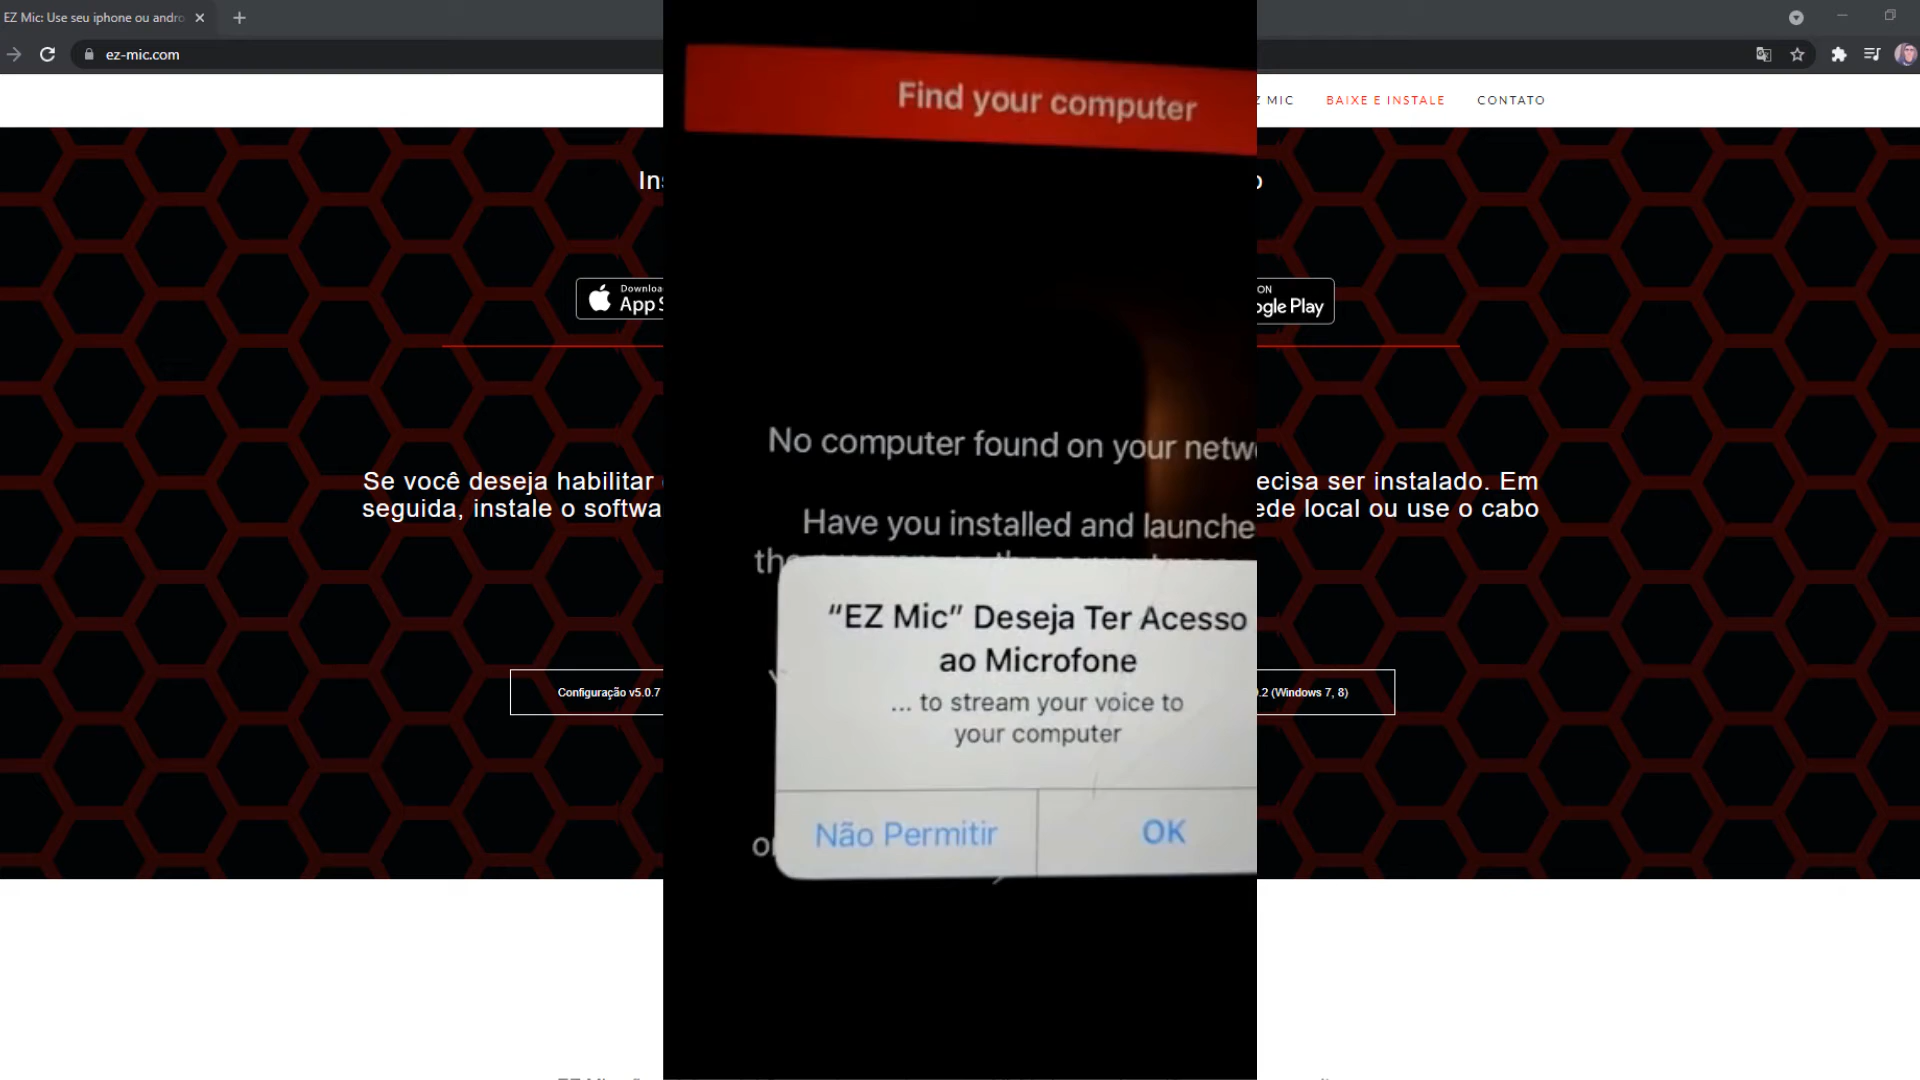 EZ Mic: Use seu iphone ou andro
ez-mic.com
Find your computer
MIC
BAIXE E INSTALE
CONTATO
Downloa
App
ON
gle Play
No computer found on your netw
Se você deseja habilitar
ecisa ser instalado. Em
seguida, instale o softwa
ede local ou use o cabo
Have you installed and launche
“EZ Mic” Deseja Ter Acesso
ao Microfone
... to stream your voice to
your computer
Configuração v5.0.7
.2 (Windows 7, 8)
Não Permitir
OK